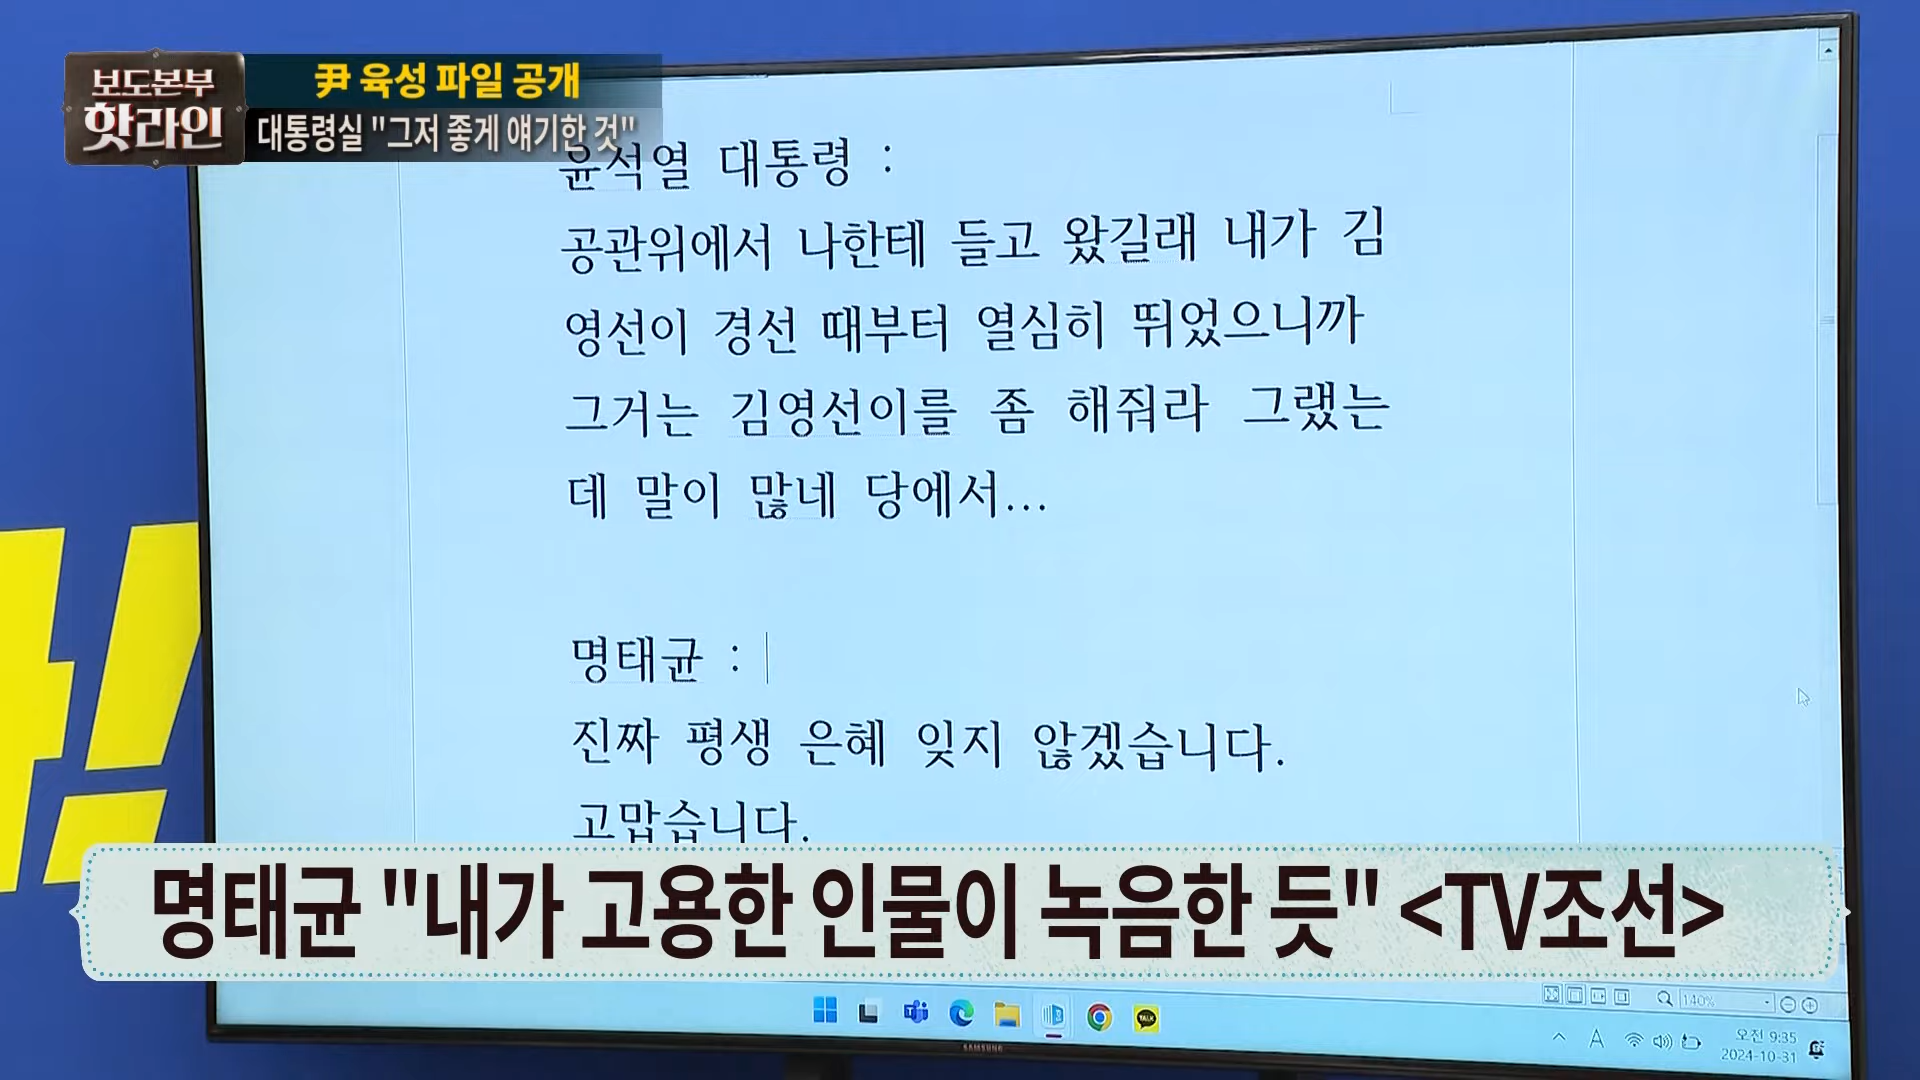 보도본부
핫라인
尹 육성 파일 공개
대통령실 "그저 좋게 얘기한 것"
윤석열 대통령 :
공관위에서 나한테 들고 왔길래 내가 김
영선이 경선 때부터 열심히 뛰었으니까
그거는 김영선이를 좀 해줘라 그랬는
데 말이 많네 당에서...
명태균 :
진짜 평생 은혜 잊지 않겠습니다.
고맙습니다.
명태균 "내가 고용한 인물이 녹음한 듯" <TV조선>
140%
TALK
A
오전 9:35
2024-10-31
SAMSUNG